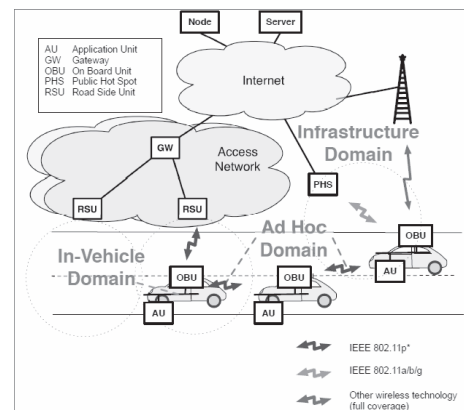 Node
Server
AU Application Unit
GW Gateway
OBU On Board Unit
PHS Public Hot Spot
RSU Road Side Unit
Internet
GW
Access
Network
Infrastructure
Domain
PHS
RSU
RSU
In-Vehicle
Domain
Ad Hoc
Domain
OBU
OBU
OBU
AU
AU
AU
IEEE 802.11p*
IEEE 802.11a/b/g
Other wireless technology
(full coverage)